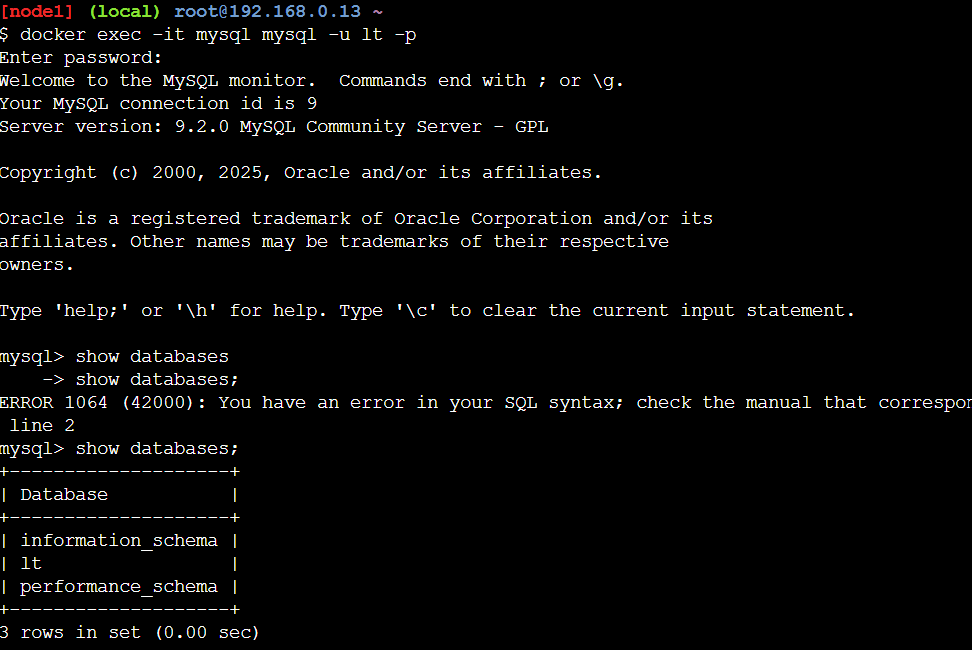 [node1] (local) root@192.168.0.13 ~
$ docker exec -it mysql mysql -u lt -p
Enter password:
Welcome to the MySQL monitor.  Commands end with ; or \g.
Your MySQL connection id is 9
Server version: 9.2.0 MySQL Community Server - GPL

Copyright (c) 2000, 2025, Oracle and/or its affiliates.

Oracle is a registered trademark of Oracle Corporation and/or its
affiliates. Other names may be trademarks of their respective
owners.

Type 'help;' or '\h' for help. Type '\c' to clear the current input statement.

mysql> show databases
    -> show databases;
ERROR 1064 (42000): You have an error in your SQL syntax; check the manual that correspon
 line 2
mysql> show databases;
+--------------------+
| Database           |
+--------------------+
| information_schema |
| lt                 |
| performance_schema |
+--------------------+
3 rows in set (0.00 sec)